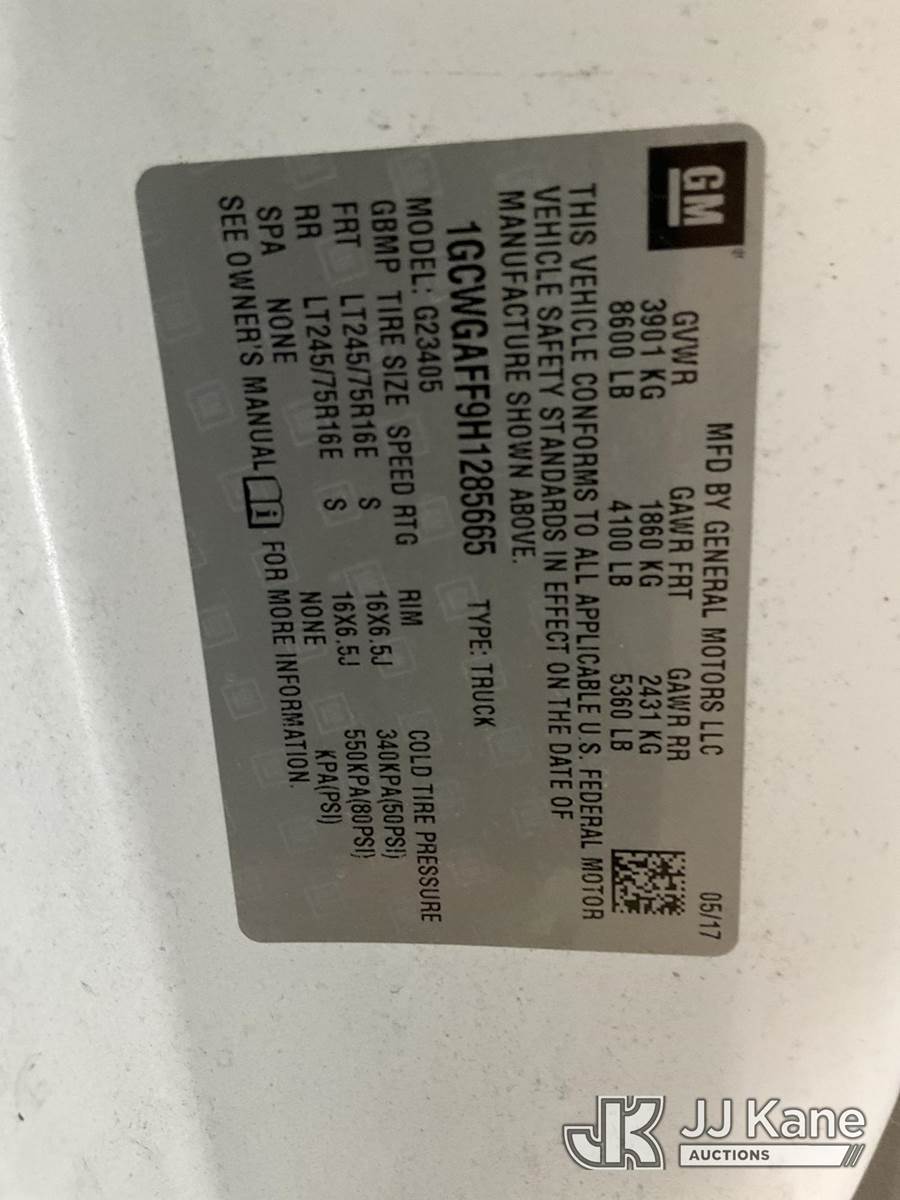 GM
MFD BY GENERAL MOTORS LLC 05/17
GVWR GAWR FRT GAWR RR
3901 KG 1860 KG 2431 KG
8600 LB 4100 LB 5360 LB
THIS VEHICLE CONFORMS TO ALL APPLICABLE U.S. FEDERAL MOTOR
VEHICLE SAFETY STANDARDS IN EFFECT ON THE DATE OF
MANUFACTURE SHOWN ABOVE.
1GCWGAFF9H1285665 TYPE: TRUCK
MODEL: G23405
GBMP TIRE SIZE SPEED RTG RIM COLD TIRE PRESSURE
FRT LT245/75R16E S 16X6.5J 340KPA(50PSI)
RR LT245/75R16E S 16X6.5J 550KPA(80PSI)
SPA NONE NONE KPA(PSI)
SEE OWNER'S MANUAL i FOR MORE INFORMATION.
JK JJ Kane
AUCTIONS